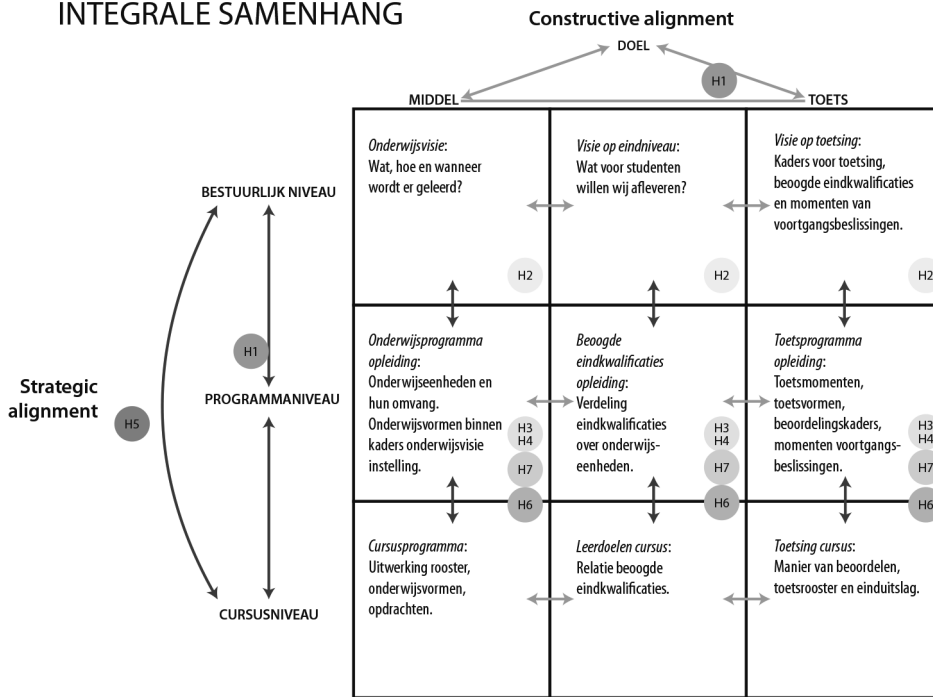 INTEGRALE SAMENHANG
Constructive alignment
DOEL
H1
MIDDEL
TOETS
Strategic
alignment
H5
BESTUURLIJK NIVEAU
H1
PROGRAMMANIVEAU
CURSUSNIVEAU
Onderwijsvisie:
Wat, hoe en wanneer
wordt er geleerd?
H2
Visie op eindniveau:
Wat voor studenten
willen wij afleveren?
H2
Visie op toetsing:
Kaders voor toetsing,
beoogde eindkwalificaties
en momenten van
voortgangsbeslissingen.
H2
Onderwijsprogramma
opleiding:
Onderwijseenheden en
hun omvang.
Onderwijsvormen binnen
kaders onderwijsvisie
instelling.
H3
H4
H7
H6
Beoogde
eindkwalificaties
opleiding:
Verdeling
eindkwalificaties
over onderwijs-
eenheden.
H3
H4
H7
H6
Toetsprogramma
opleiding:
Toetsmomenten,
toetsvormen,
beoordelingskaders,
momenten voortgangs-
beslissingen.
H3
H4
H7
H6
Cursusprogramma:
Uitwerking rooster,
onderwijsvormen,
opdrachten.
Leerdoelen cursus:
Relatie beoogde
eindkwalificaties.
Toetsing cursus:
Manier van beoordelen,
toetsrooster en einduitslag.